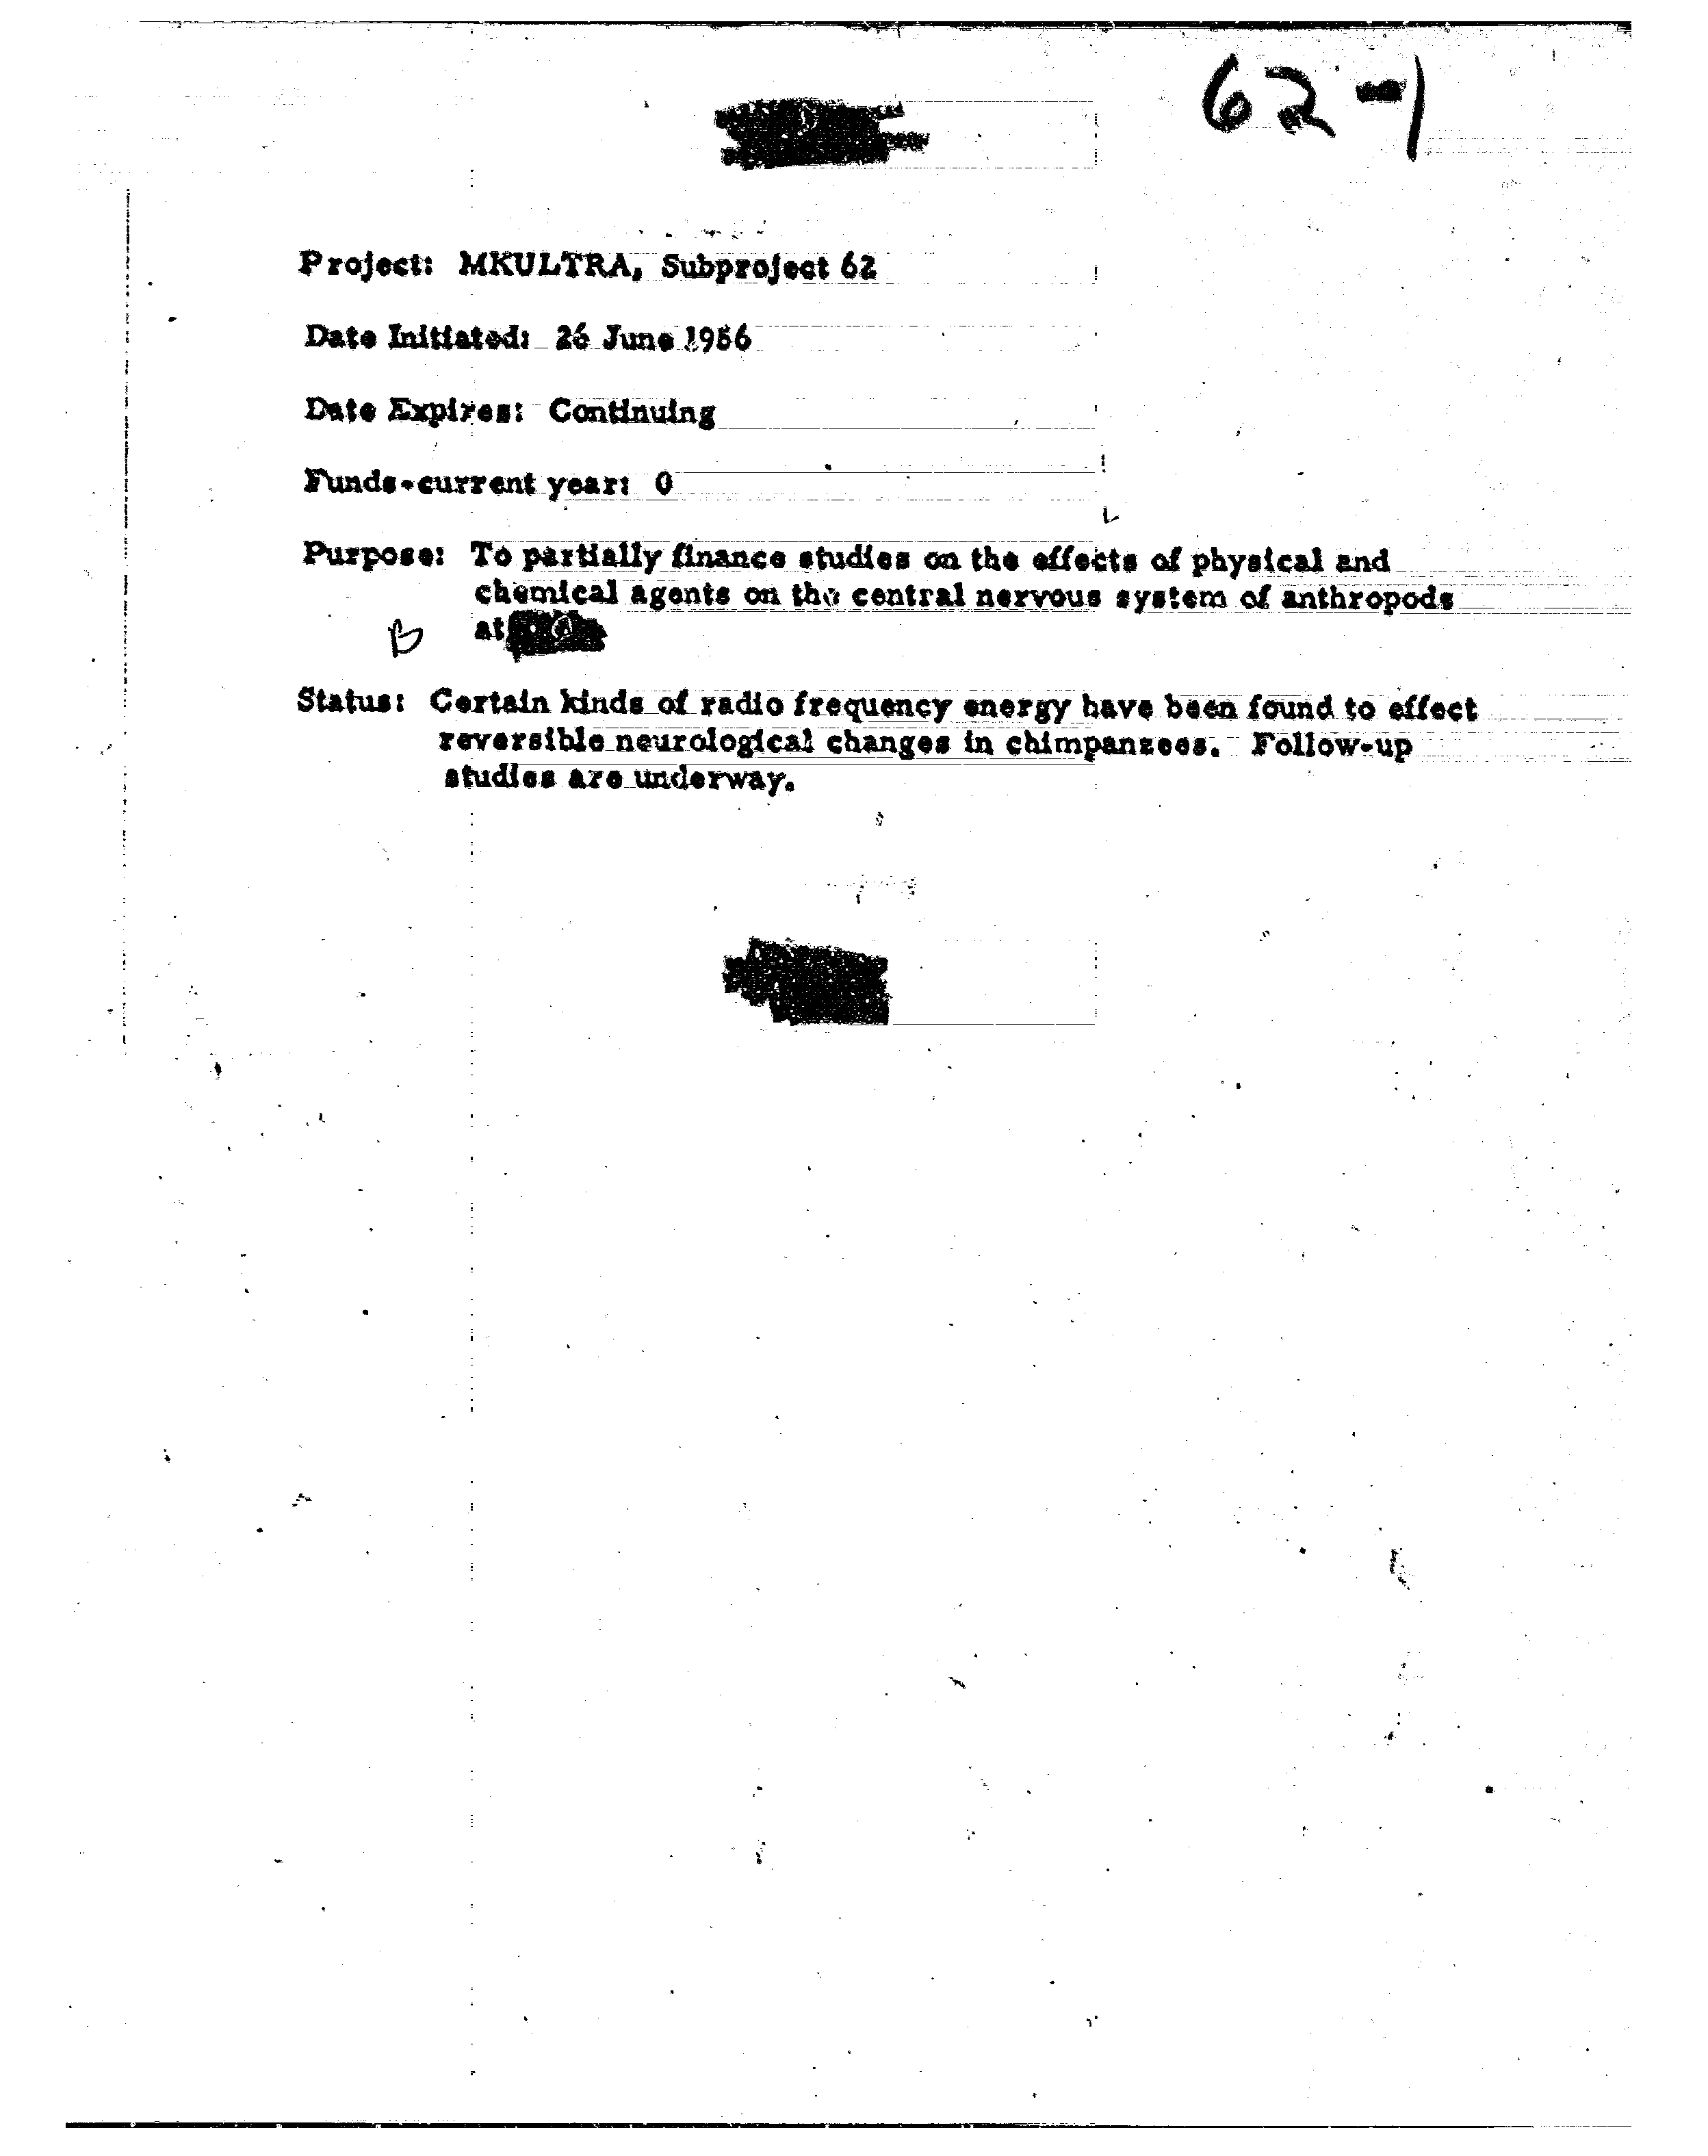 62-1
Project: MKULTRA, Subproject 62
Date Initiated: 26 June 1956
Date Expires: Continuing
Funds-current year: 0
Purpose: To partially finance studies on the effects of physical and
chemical agents on the central nervous system of anthropods
B at
Status: Certain kinds of radio frequency energy have been found to effect
reversible neurological changes in chimpanzees. Follow-up
studies are underway.